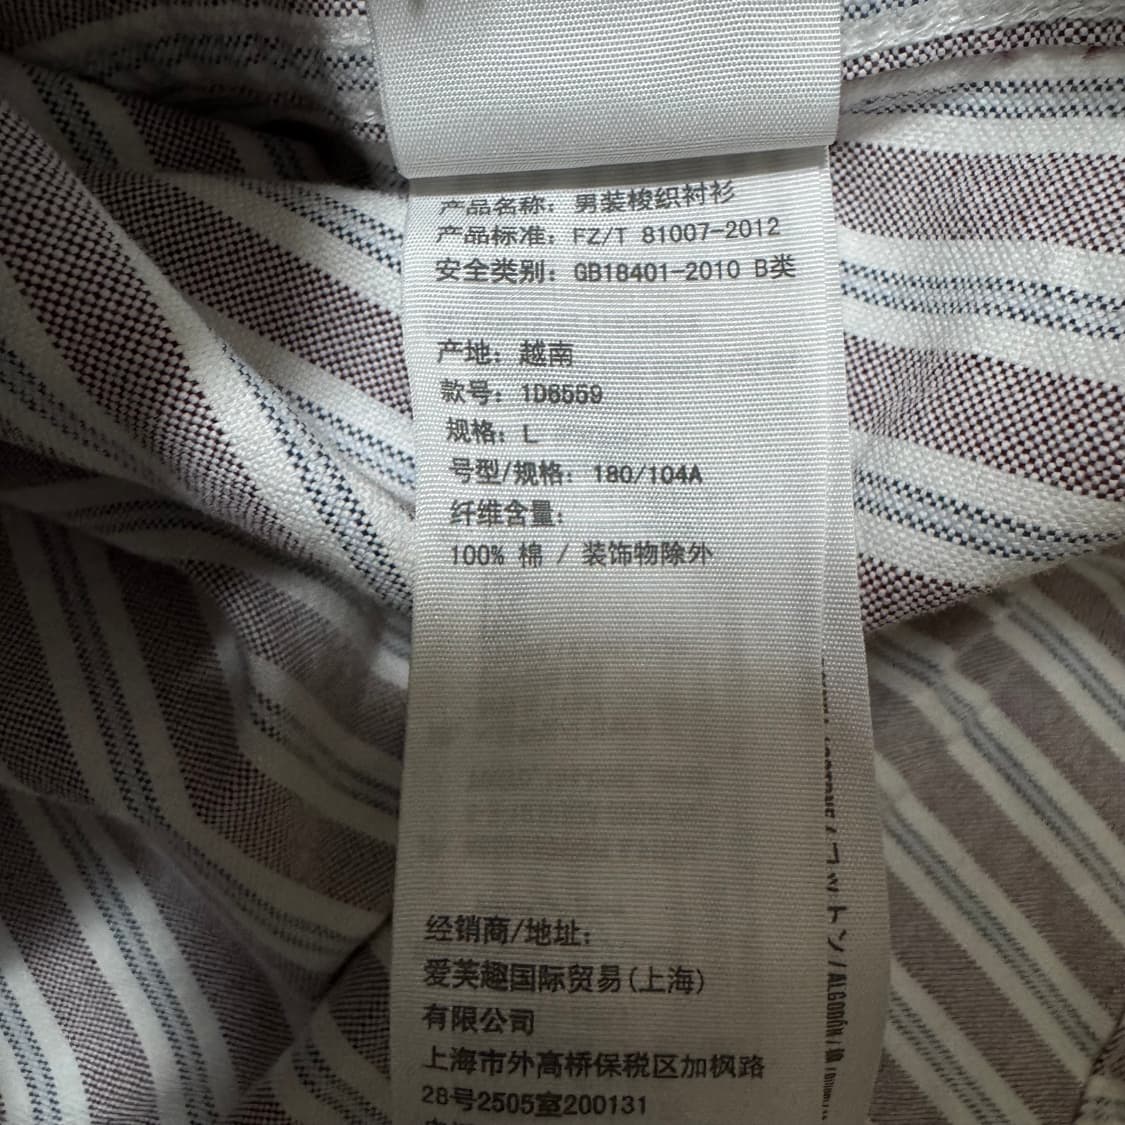 产品名称: 男装梭织衬衫
产品标准: FZ/T 81007-2012
安全类别: GB18401-2010 B类
产地: 越南
款号: 1D6559
规格: L
号型/规格: 180/104A
纤维含量:
100% 棉 / 装饰物除外
经销商/地址:
爱芙趣国际贸易(上海)
有限公司
上海市外高桥保税区加枫路
28号2505室200131
コットン/ALGODÓN/